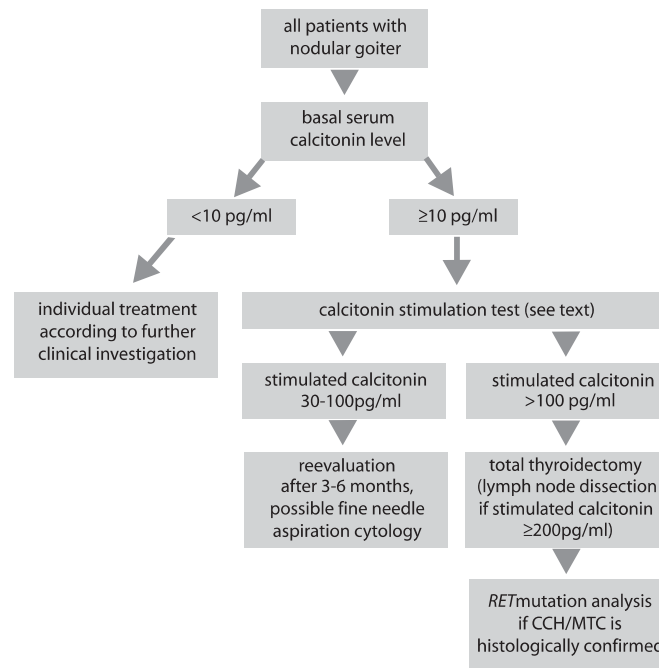 all patients with
nodular goiter
basal serum
calcitonin level
<10 pg/ml
≥10 pg/ml
individual treatment
according to further
clinical investigation
calcitonin stimulation test (see text)
stimulated calcitonin
30-100pg/ml
stimulated calcitonin
>100 pg/ml
reevaluation
after 3-6 months,
possible fine needle
aspiration cytology
total thyroidectomy
(lymph node dissection
if stimulated calcitonin
≥200pg/ml)
RETmutation analysis
if CCH/MTC is
histologically confirmed